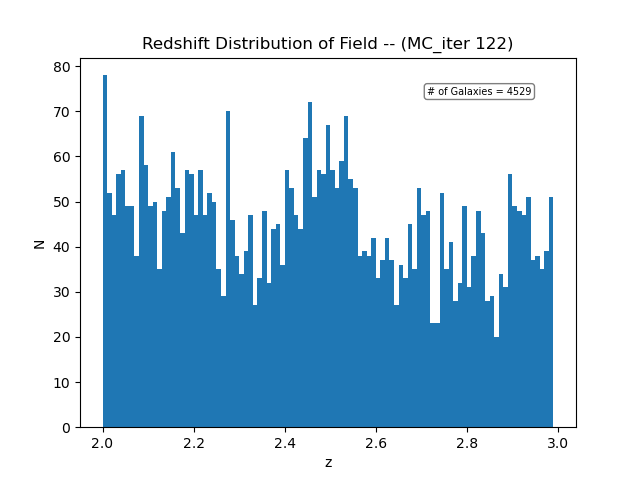 Redshift Distribution of Field -- (MC_iter 122)
# of Galaxies = 4529
80
70
60
50
40
30
20
10
0
N
2.0 2.2 2.4 2.6 2.8 3.0
z